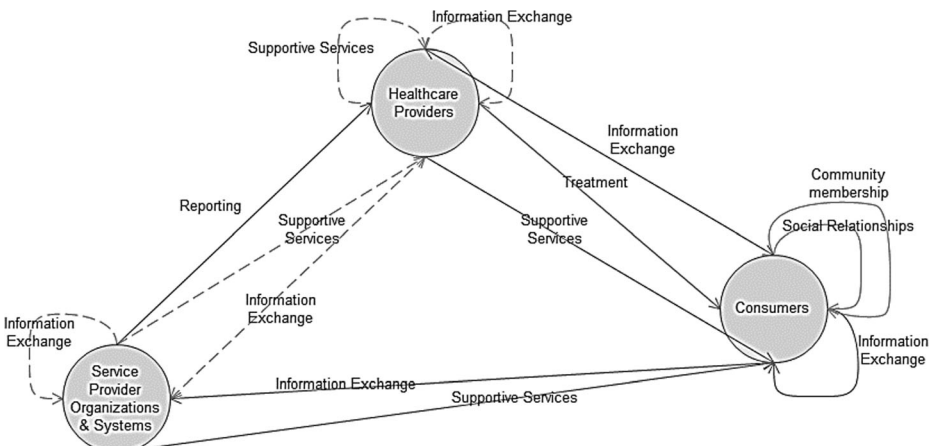 Information Exchange
Supportive Services
Healthcare
Providers
Information
Exchange
Treatment
Community
membership
Social Relationships
Reporting
Supportive
Services
Supportive
Services
Consumers
Information
Exchange
Information
Exchange
Information
Exchange
Service
Provider
Organizations
& Systems
Information Exchange
Supportive Services